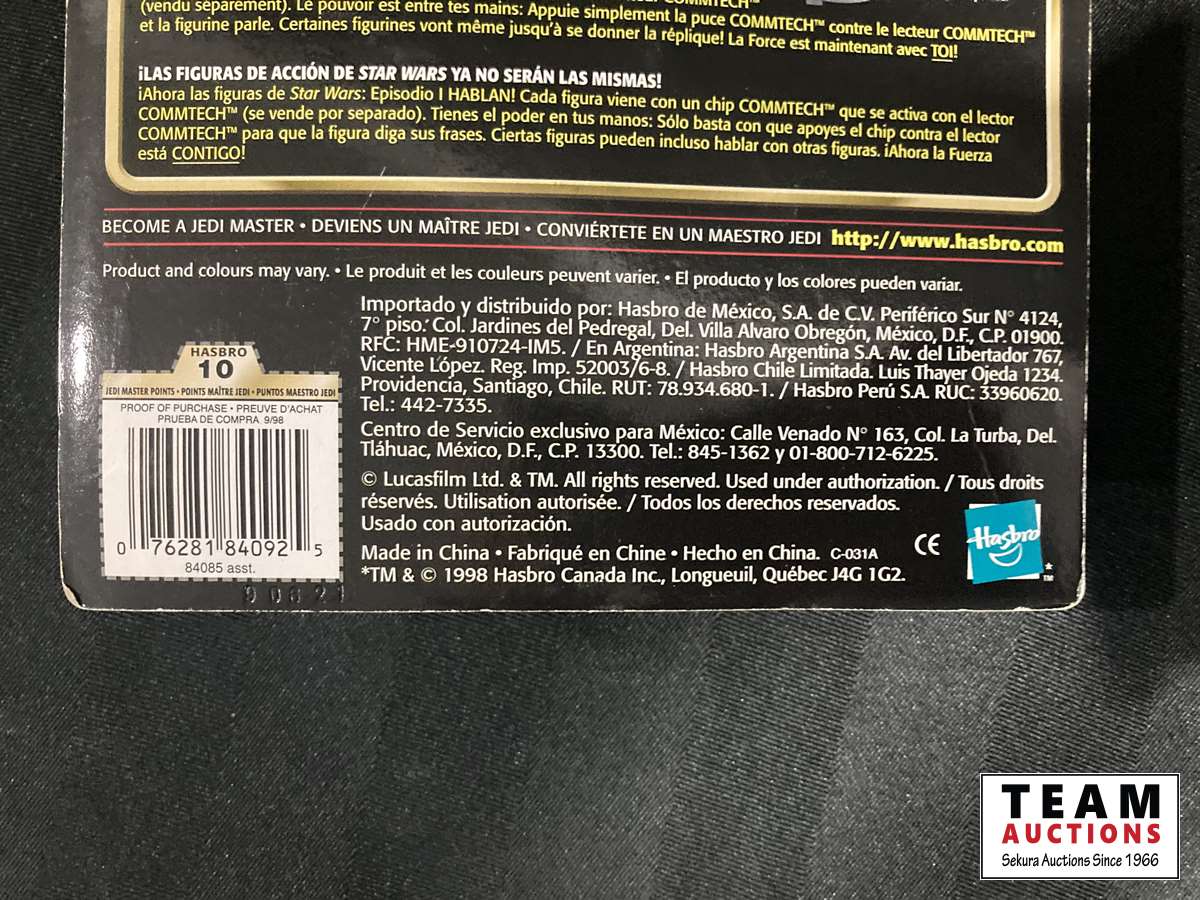 COMMTECH™
(vendu séparément). Le pouvoir est entre tes mains: Appuie simplement la puce COMMTECH™ contre le lecteur COMMTECH™
et la figurine parle. Certaines figurines vont même jusqu'à se donner la réplique! La Force est maintenant avec TOI!
¡LAS FIGURAS DE ACCIÓN DE STAR WARS YA NO SERÁN LAS MISMAS!
¡Ahora las figuras de Star Wars: Episodio I HABLAN! Cada figura viene con un chip COMMTECH™ que se activa con el lector
COMMTECH™ (se vende por separado). Tienes el poder en tus manos: Sólo basta con que apoyes el chip contra el lector
COMMTECH™ para que la figura diga sus frases. Ciertas figuras pueden incluso hablar con otras figuras. ¡Ahora la Fuerza
está CONTIGO!
BECOME A JEDI MASTER • DEVIENS UN MAÎTRE JEDI • CONVIÉRTETE EN UN MAESTRO JEDI http://www.hasbro.com
Product and colours may vary. • Le produit et les couleurs peuvent varier. • El producto y los colores pueden variar.
Importado y distribuido por: Hasbro de México, S.A. de C.V. Periférico Sur N° 4124,
7° piso. Col. Jardines del Pedregal, Del. Villa Alvaro Obregón, México, D.F., C.P. 01900.
RFC: HME-910724-IM5. / En Argentina: Hasbro Argentina S.A. Av. del Libertador 767,
Vicente López. Reg. Imp. 52003/6-8. / Hasbro Chile Limitada. Luis Thayer Ojeda 1234.
Providencia, Santiago, Chile. RUT: 78.934.680-1. / Hasbro Perú S.A. RUC: 33960620.
Tel.: 442-7335.
Centro de Servicio exclusivo para México: Calle Venado N° 163, Col. La Turba, Del.
Tláhuac, México, D.F., C.P. 13300. Tel.: 845-1362 y 01-800-712-6225.
© Lucasfilm Ltd. & TM. All rights reserved. Used under authorization. / Tous droits
réservés. Utilisation autorisée. / Todos los derechos reservados.
Usado con autorización.
Made in China • Fabriqué en Chine • Hecho en China. C-031A
*TM & © 1998 Hasbro Canada Inc., Longueuil, Québec J4G 1G2.
CE
Hasbro
*™
HASBRO
10
JEDI MASTER POINTS • POINTS MAÎTRE JEDI • PUNTOS MAESTRO JEDI
PROOF OF PURCHASE • PREUVE D'ACHAT
PRUEBA DE COMPRA 9/98
0 76281 84092 5
84085 asst.
90621
TEAM
AUCTIONS
Sekura Auctions Since 1966